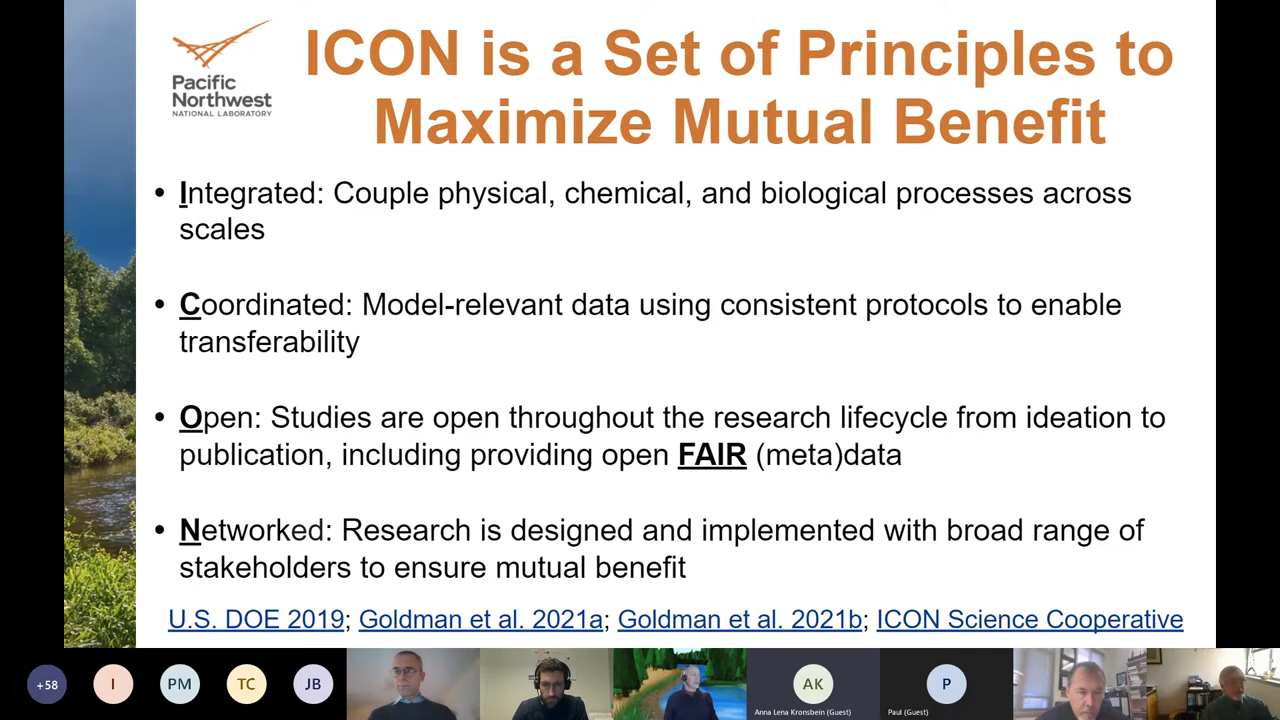 Pacific
Northwest
NATIONAL LABORATORY
ICON is a Set of Principles to
Maximize Mutual Benefit
• Integrated: Couple physical, chemical, and biological processes across
scales
• Coordinated: Model-relevant data using consistent protocols to enable
transferability
• Open: Studies are open throughout the research lifecycle from ideation to
publication, including providing open FAIR (meta)data
• Networked: Research is designed and implemented with broad range of
stakeholders to ensure mutual benefit
U.S. DOE 2019; Goldman et al. 2021a; Goldman et al. 2021b; ICON Science Cooperative
+58
I
PM
TC
JB
AK
Anna Lena Kronsbein (Guest)
P
Paul (Guest)